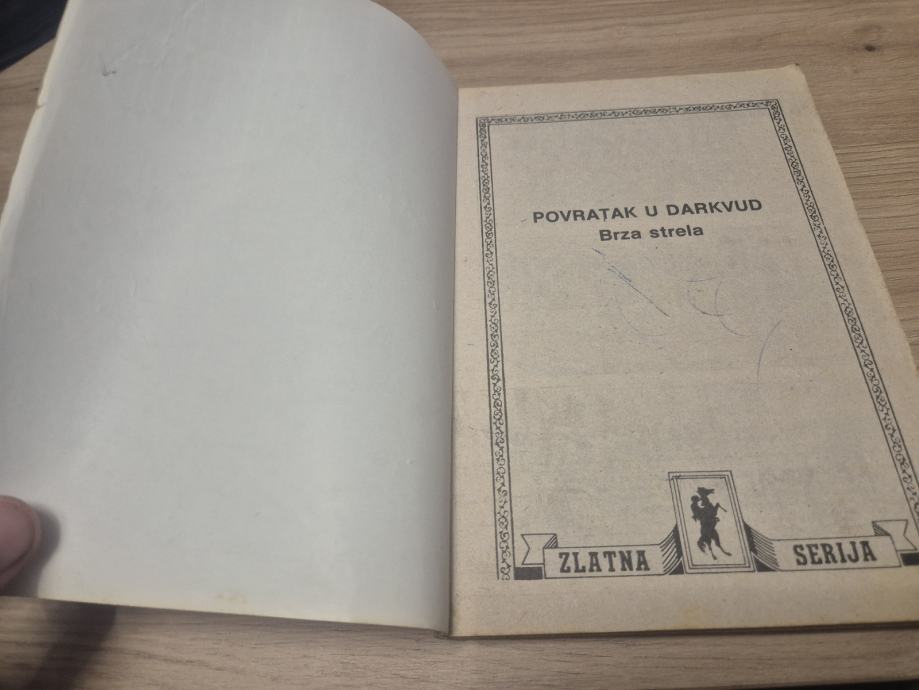 POVRATAK U DARKVUD
Brza strela
ZLATNA SERIJA